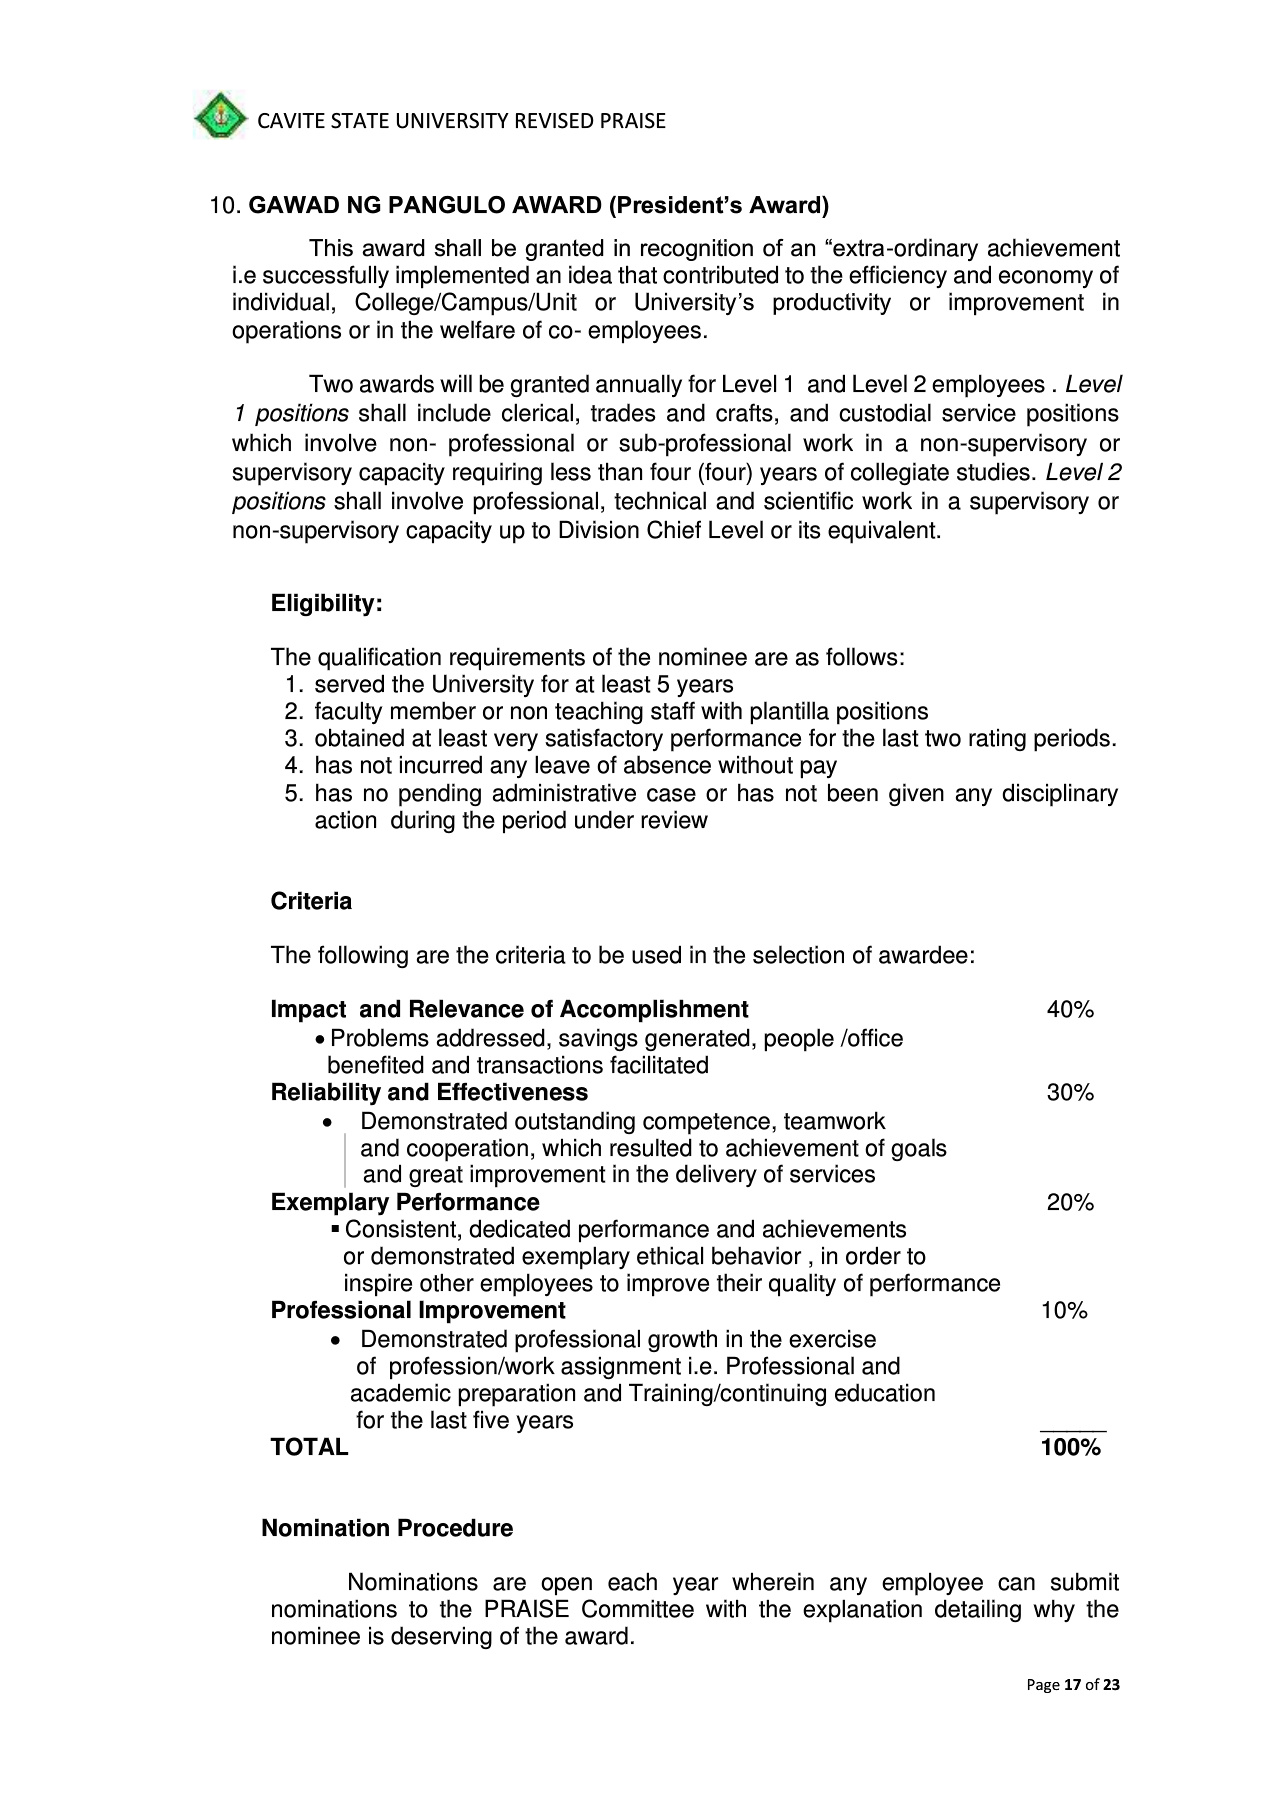 CAVITE STATE UNIVERSITY REVISED PRAISE
10. GAWAD NG PANGULO AWARD (President’s Award)
This award shall be granted in recognition of an “extra-ordinary achievement
i.e successfully implemented an idea that contributed to the efficiency and economy of
individual, College/Campus/Unit or University’s productivity or improvement in
operations or in the welfare of co- employees.
Two awards will be granted annually for Level 1 and Level 2 employees . Level
1 positions shall include clerical, trades and crafts, and custodial service positions
which involve non- professional or sub-professional work in a non-supervisory or
supervisory capacity requiring less than four (four) years of collegiate studies. Level 2
positions shall involve professional, technical and scientific work in a supervisory or
non-supervisory capacity up to Division Chief Level or its equivalent.
Eligibility:
The qualification requirements of the nominee are as follows:
1. served the University for at least 5 years
2. faculty member or non teaching staff with plantilla positions
3. obtained at least very satisfactory performance for the last two rating periods.
4. has not incurred any leave of absence without pay
5. has no pending administrative case or has not been given any disciplinary
action during the period under review
Criteria
The following are the criteria to be used in the selection of awardee:
Impact and Relevance of Accomplishment 40%
• Problems addressed, savings generated, people /office
benefited and transactions facilitated
Reliability and Effectiveness 30%
• Demonstrated outstanding competence, teamwork
and cooperation, which resulted to achievement of goals
and great improvement in the delivery of services
Exemplary Performance 20%
▪ Consistent, dedicated performance and achievements
or demonstrated exemplary ethical behavior , in order to
inspire other employees to improve their quality of performance
Professional Improvement 10%
• Demonstrated professional growth in the exercise
of profession/work assignment i.e. Professional and
academic preparation and Training/continuing education
for the last five years
TOTAL 100%
Nomination Procedure
Nominations are open each year wherein any employee can submit
nominations to the PRAISE Committee with the explanation detailing why the
nominee is deserving of the award.
Page 17 of 23